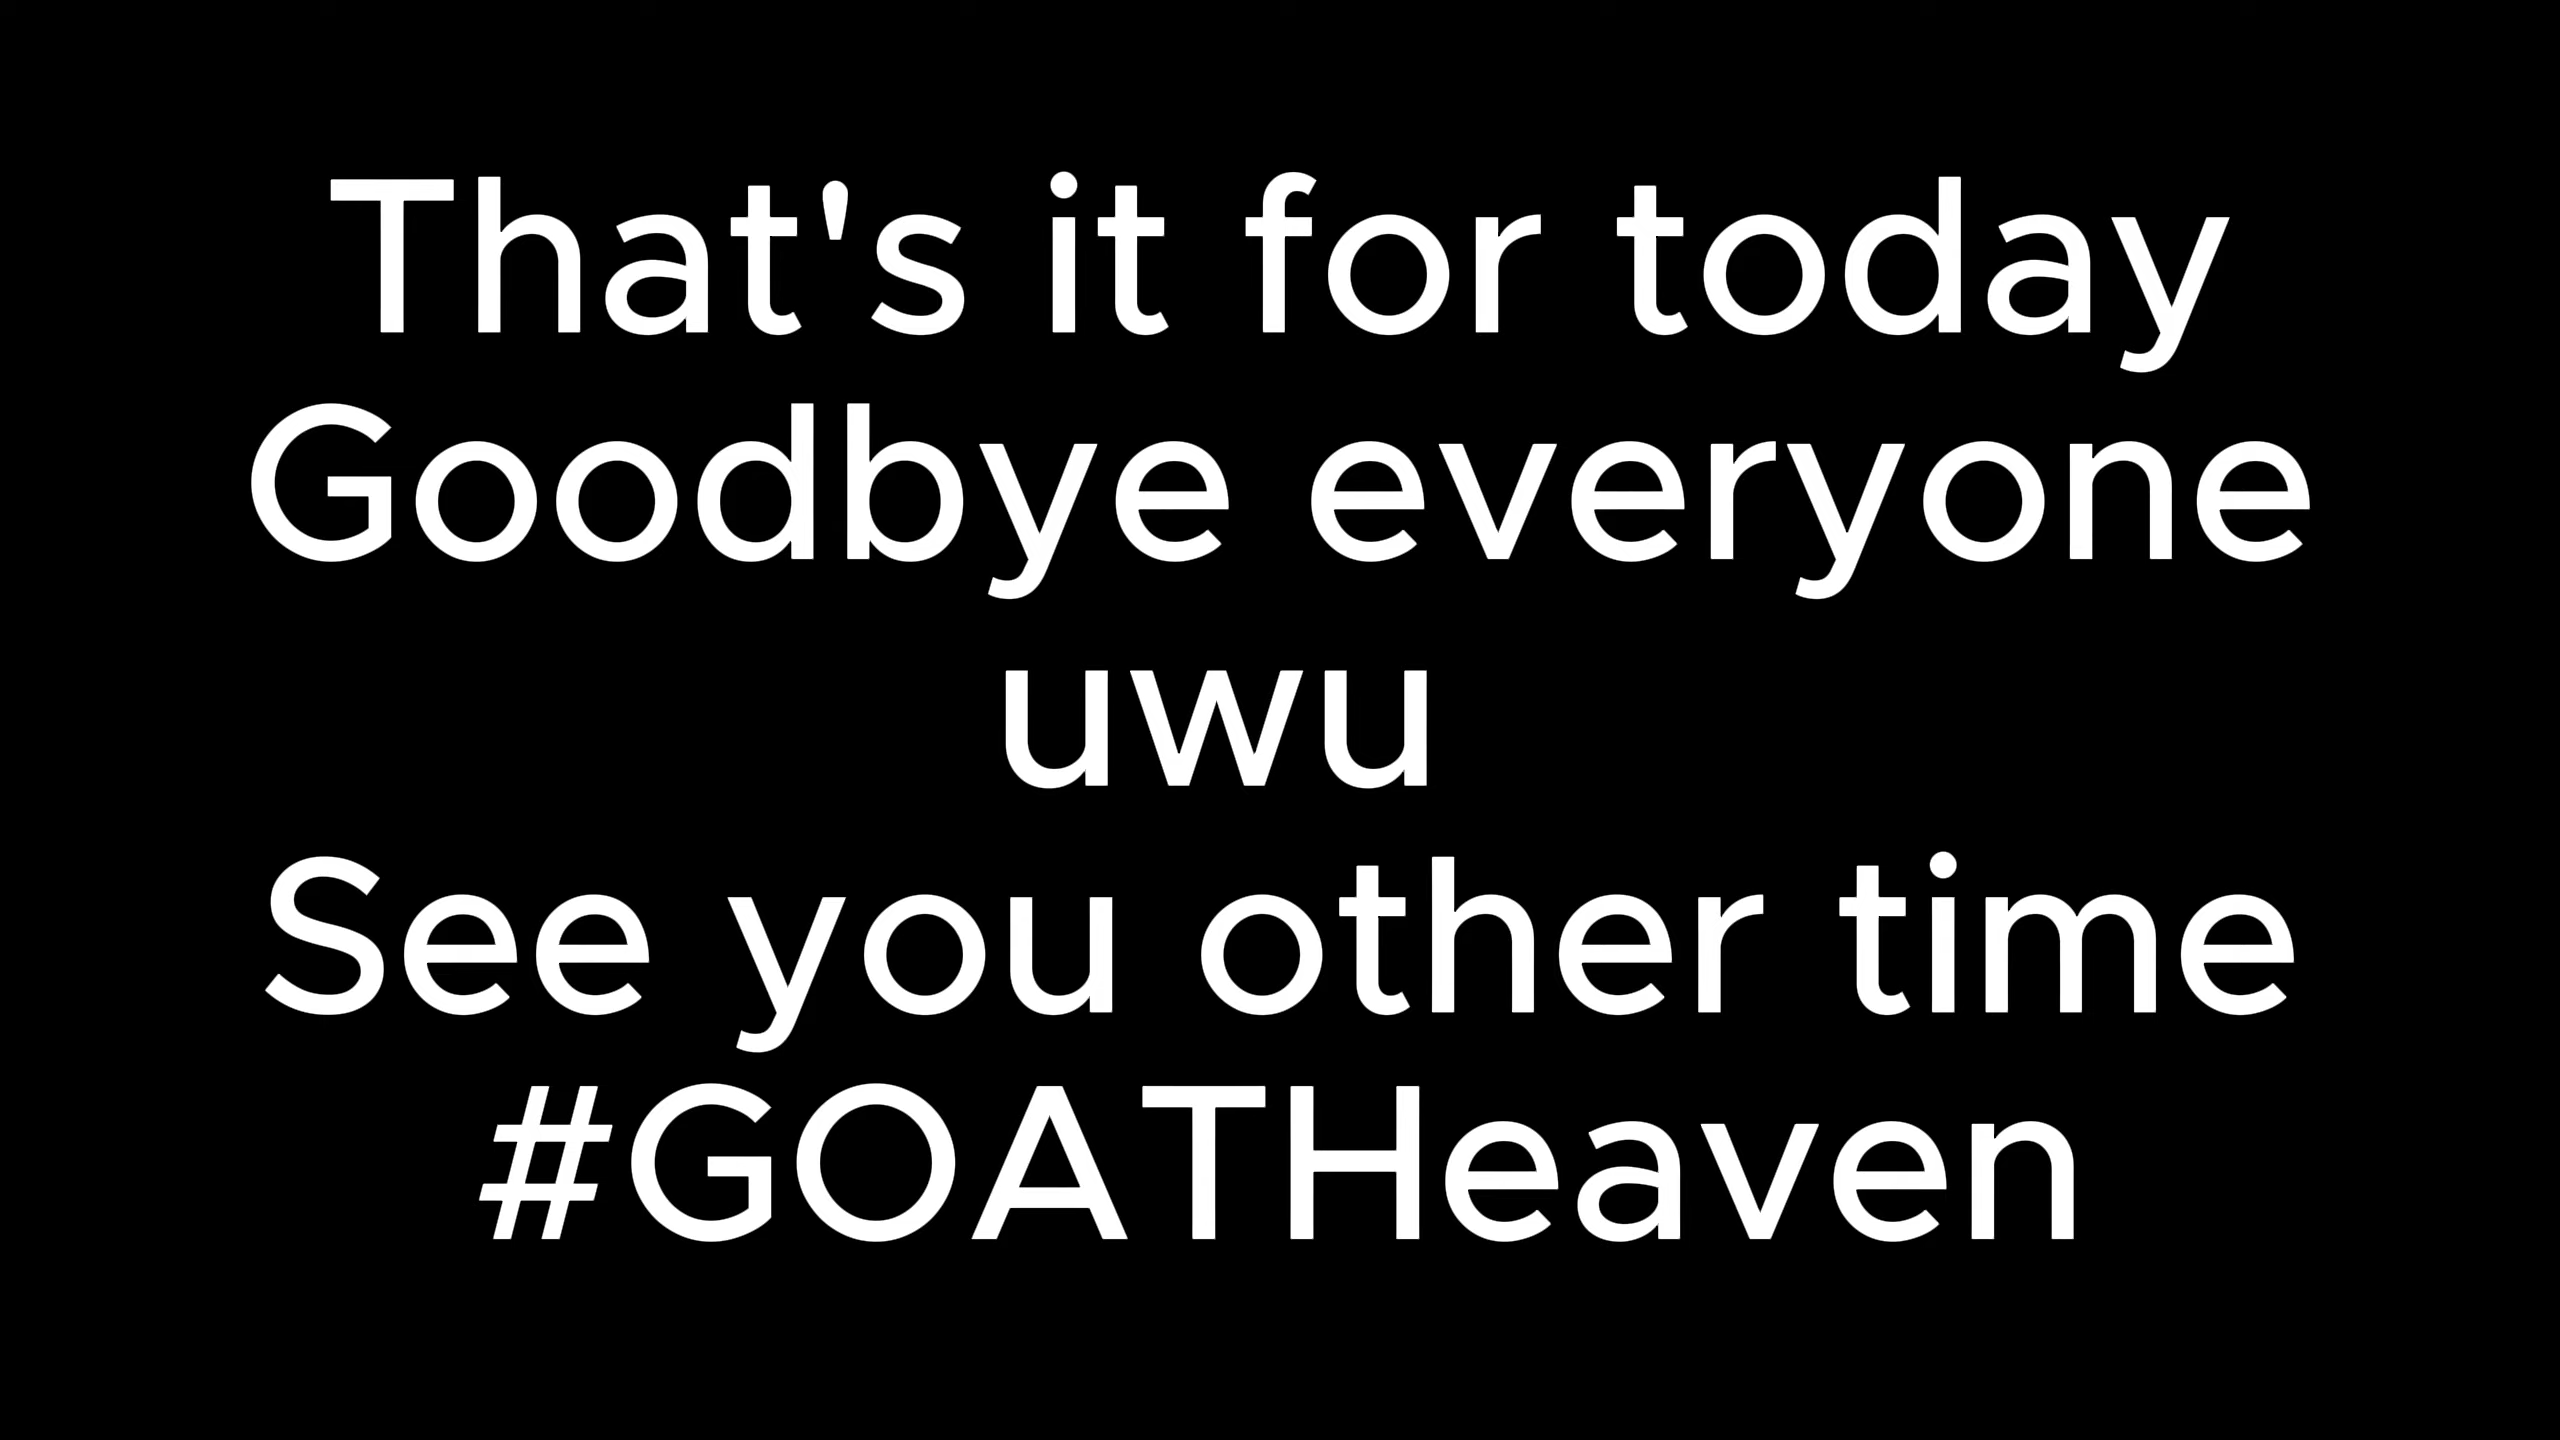 That's it for today
Goodbye everyone
uwu
See you other time
#GOATHeaven